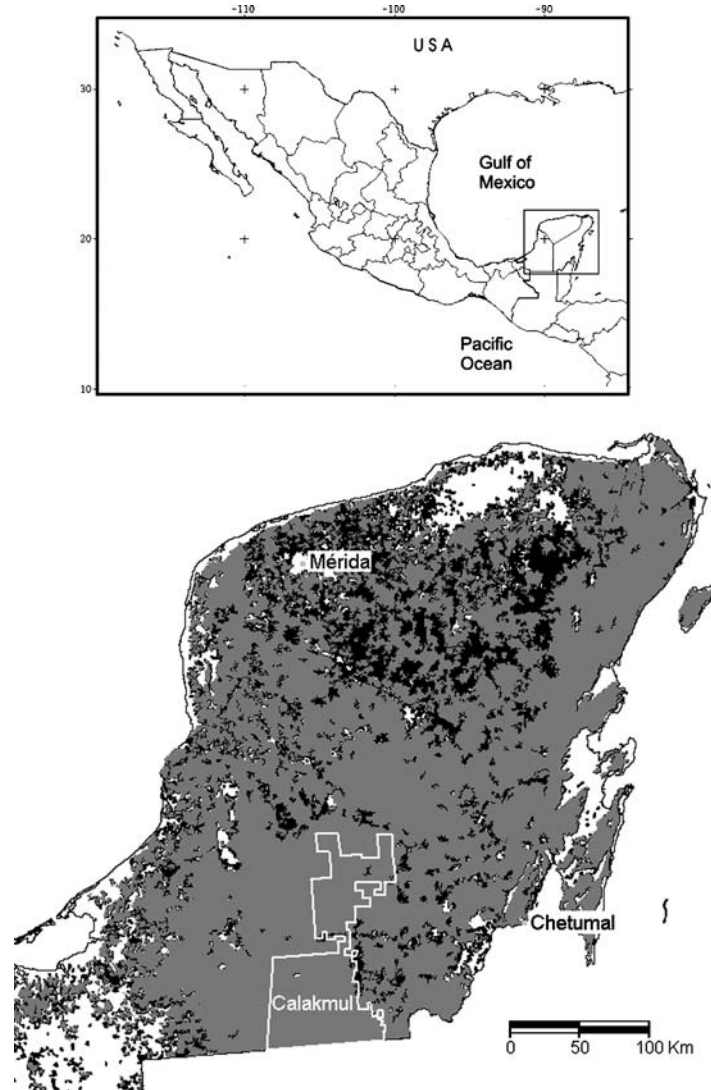 -110 -100 -90
USA
30
Gulf of
Mexico
20
Pacific
Ocean
10
Mérida
Chetumal
Calakmul
0 50 100 Km